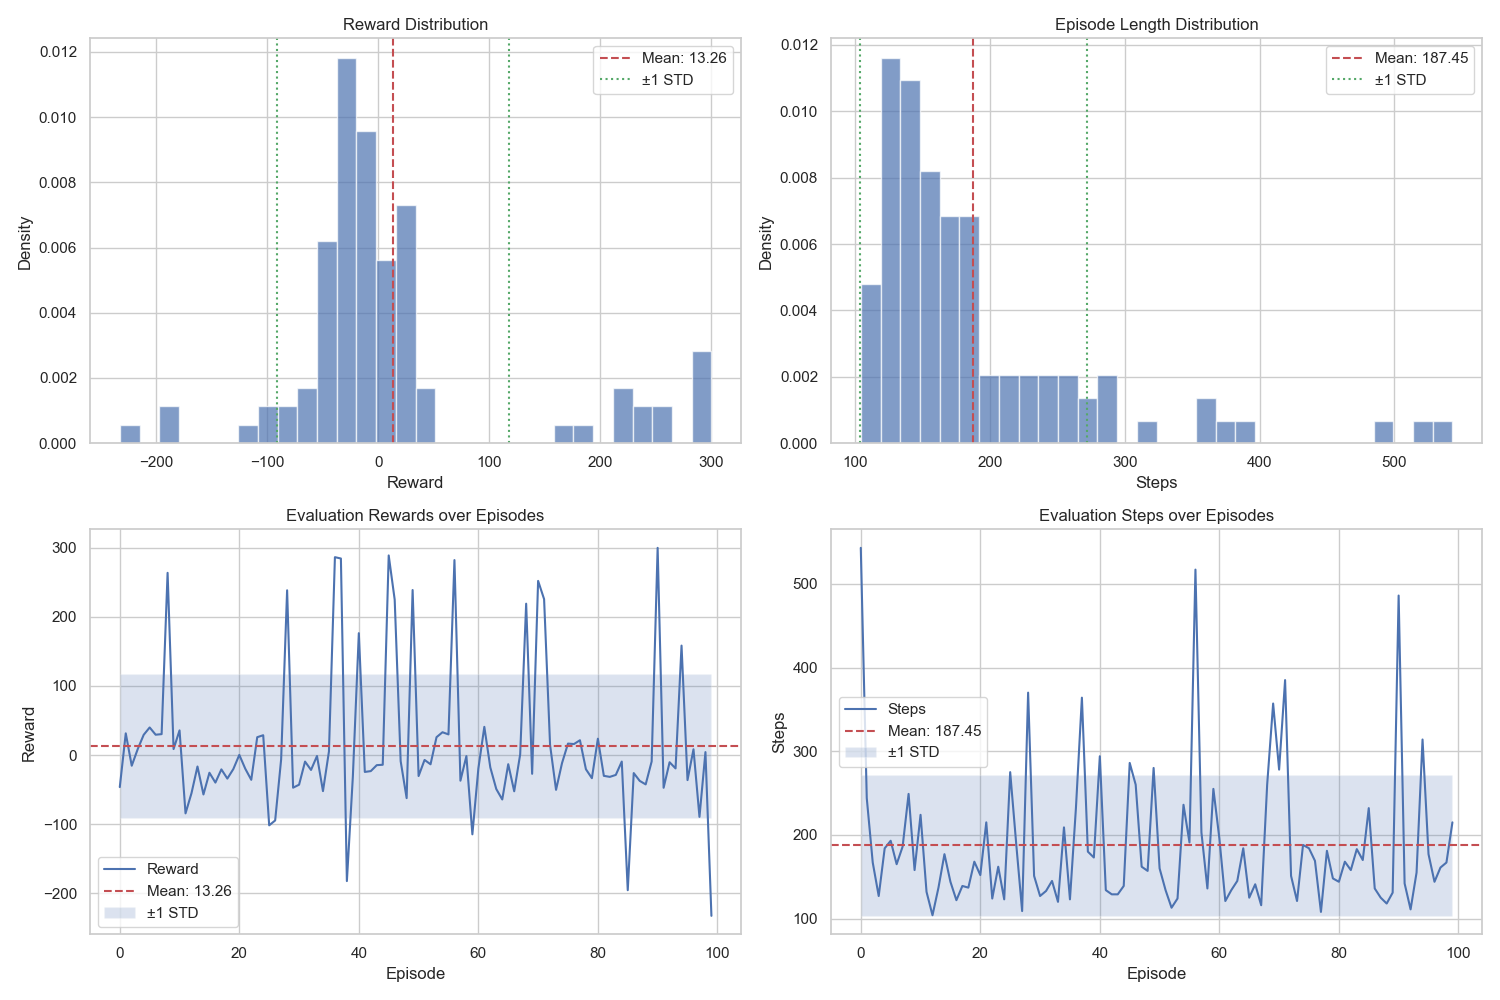 Reward Distribution
0.012
0.010
0.008
0.006
0.004
0.002
0.000
Density
−200
−100
0
100
200
300
Reward
Mean: 13.26
±1 STD
Episode Length Distribution
0.012
0.010
0.008
0.006
0.004
0.002
0.000
Density
100
200
300
400
500
Steps
Mean: 187.45
±1 STD
Evaluation Rewards over Episodes
300
200
100
0
−100
−200
Reward
0
20
40
60
80
100
Episode
Reward
Mean: 13.26
±1 STD
Evaluation Steps over Episodes
500
400
300
200
100
Steps
0
20
40
60
80
100
Episode
Steps
Mean: 187.45
±1 STD